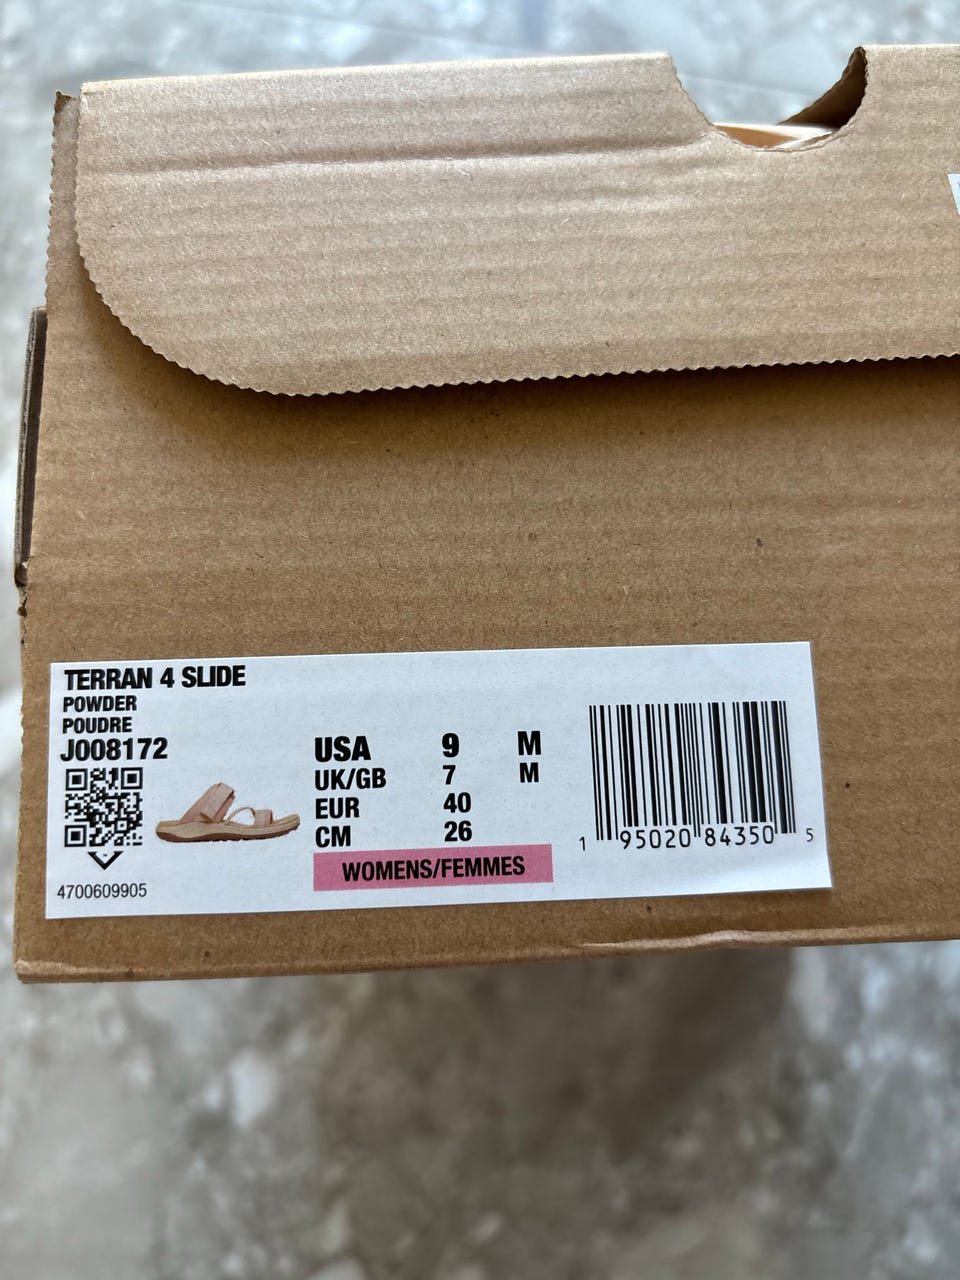 TERRAN 4 SLIDE
POWDER
POUDRE
J008172
4700609905
USA 9 M
UK/GB 7 M
EUR 40
CM 26
WOMENS/FEMMES
1 95020 84350 5